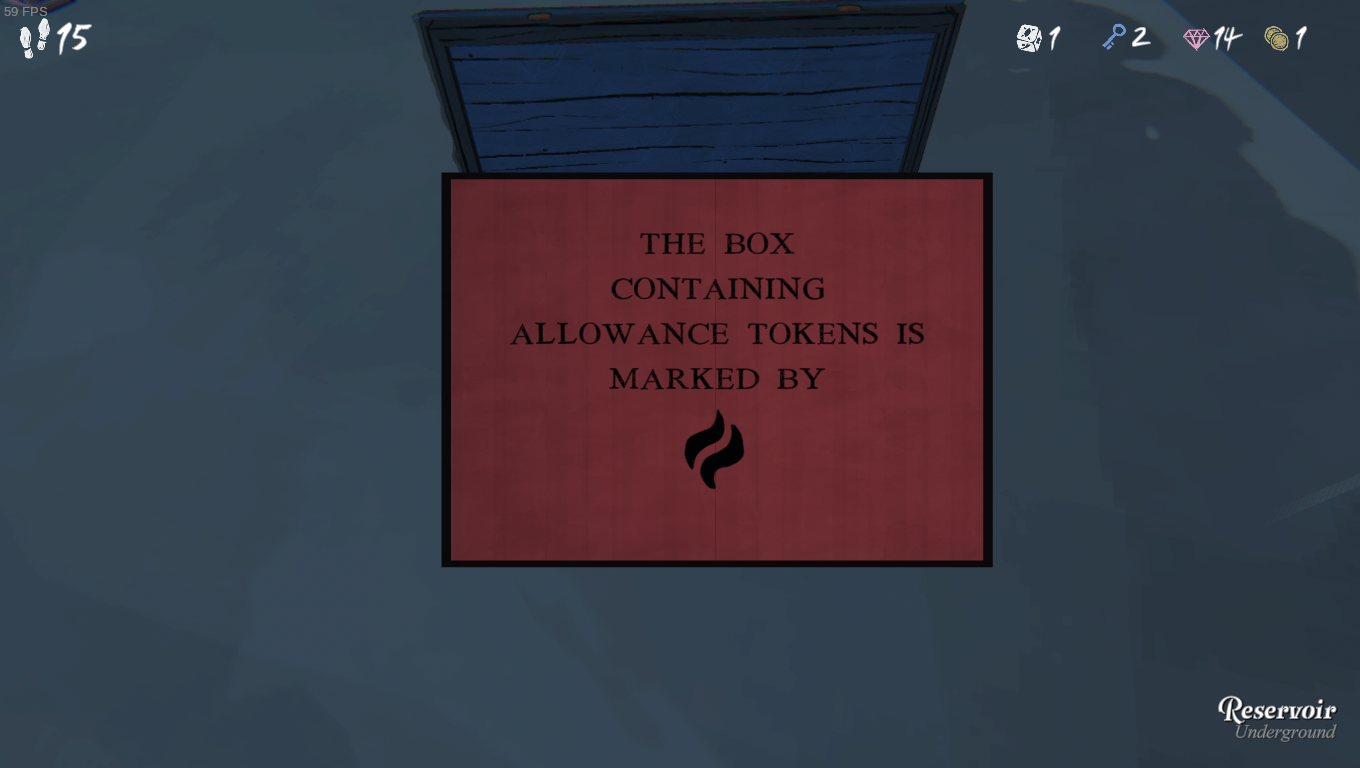 59 FPS
15
1
2
14
1
THE BOX
CONTAINING
ALLOWANCE TOKENS IS
MARKED BY
Reservoir
Underground